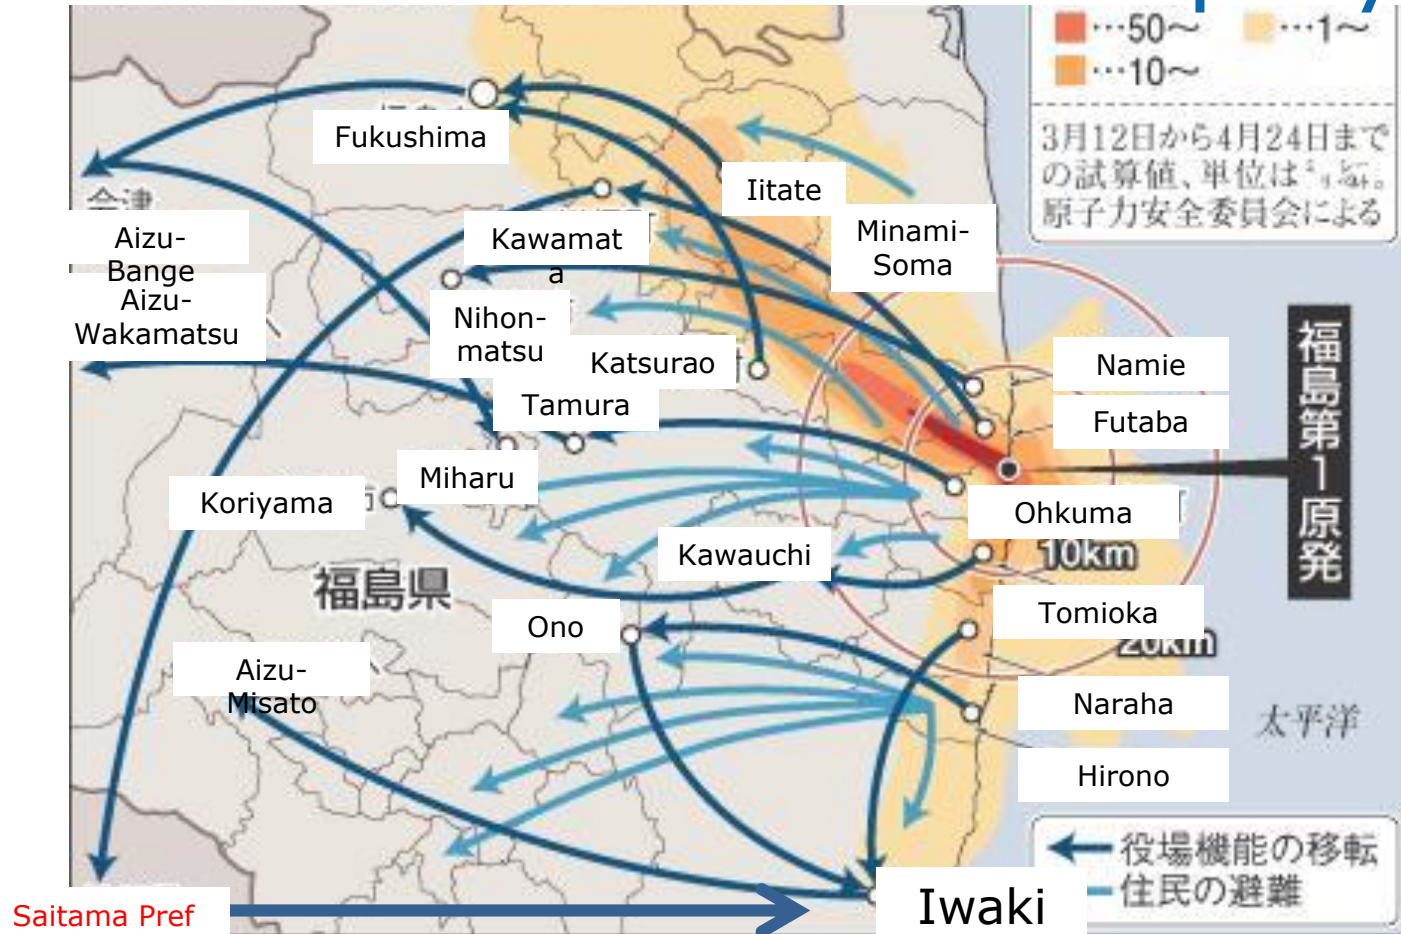 …50～ …1～
…10～
3月12日から4月24日まで
の試算値、単位は
原子力安全委員会による
Fukushima
Iitate
Minami-
Soma
会津
Aizu-
Bange
Aizu-
Wakamatsu
Kawamat
a
Nihon-
matsu
Katsurao
Tamura
Namie
Futaba
福島第1原発
Miharu
Koriyama
市
Ohkuma
Kawauchi
10km
福島県
Ono
Tomioka
20km
Aizu-
Misato
Naraha
太平洋
Hirono
役場機能の移転
住民の避難
Saitama Pref
Iwaki